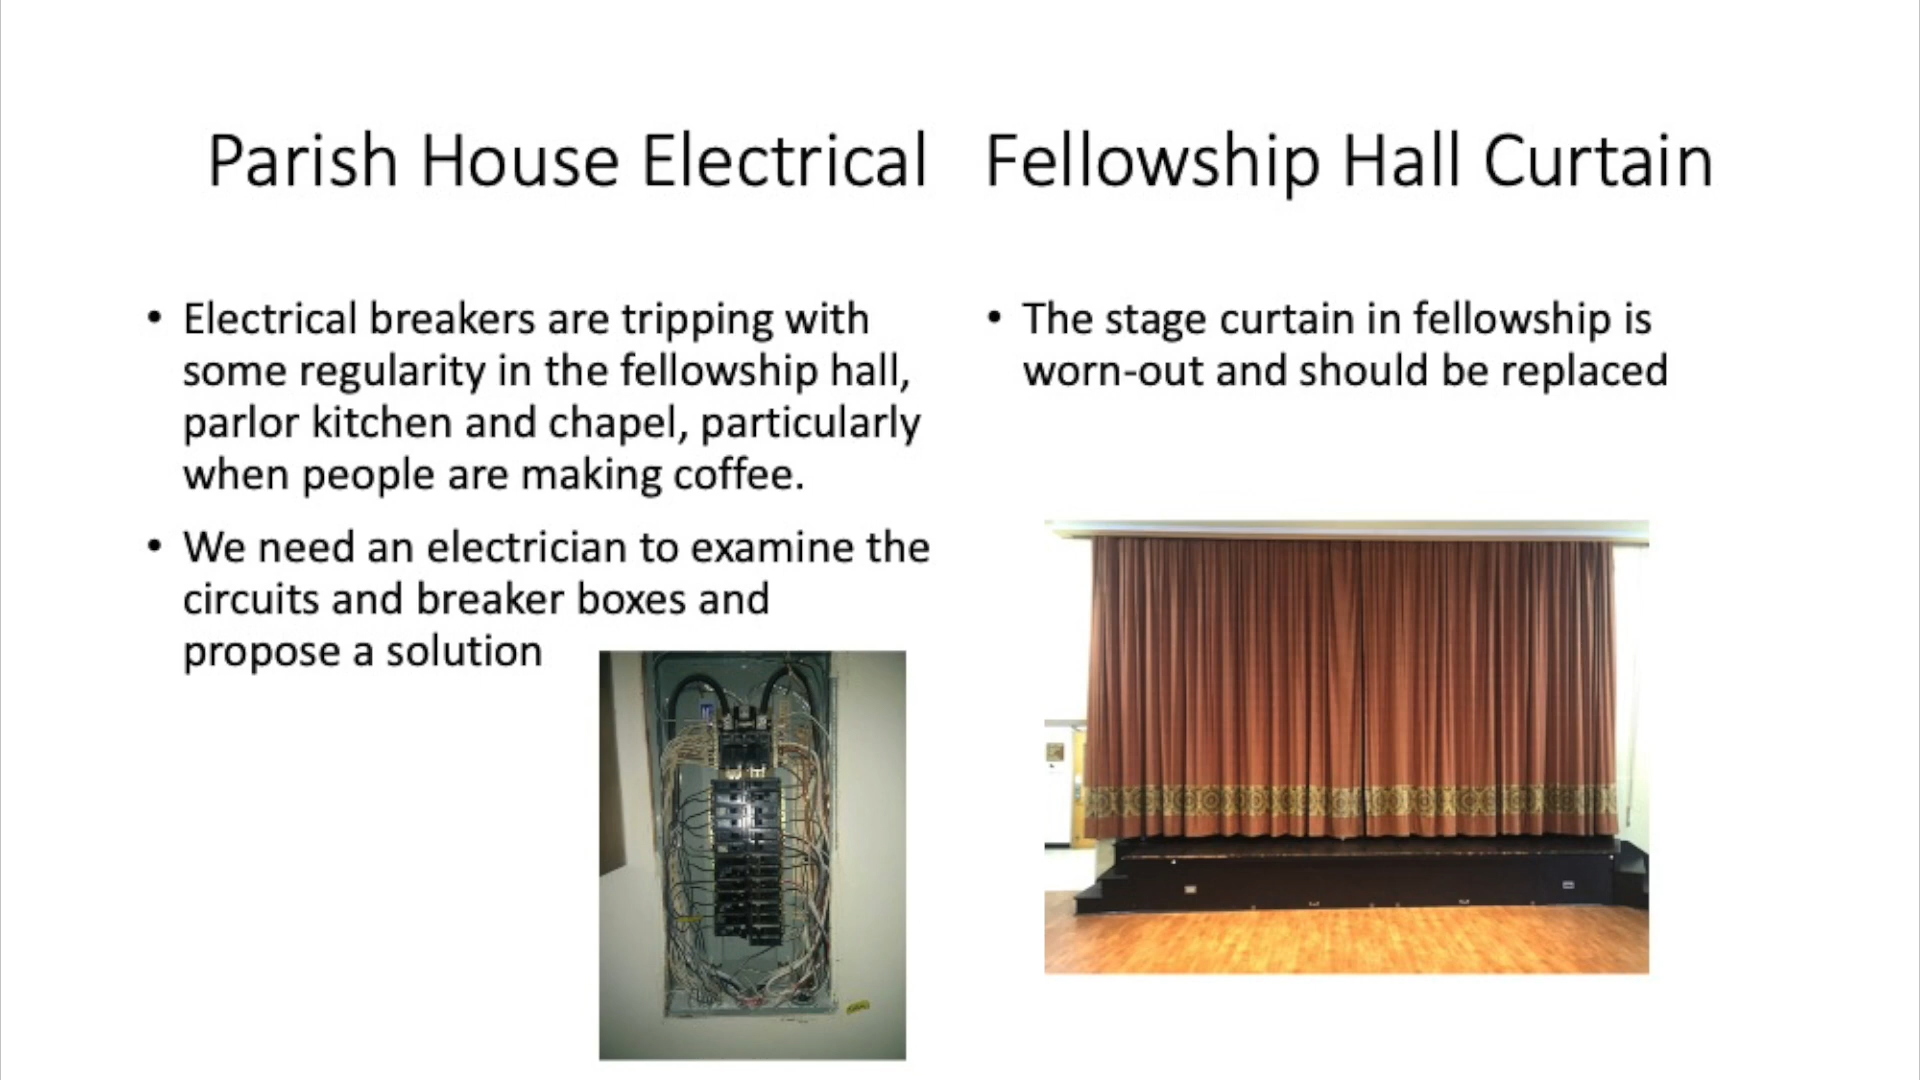 Parish House Electrical
• Electrical breakers are tripping with
some regularity in the fellowship hall,
parlor kitchen and chapel, particularly
when people are making coffee.
• We need an electrician to examine the
circuits and breaker boxes and
propose a solution
Fellowship Hall Curtain
• The stage curtain in fellowship is
worn-out and should be replaced